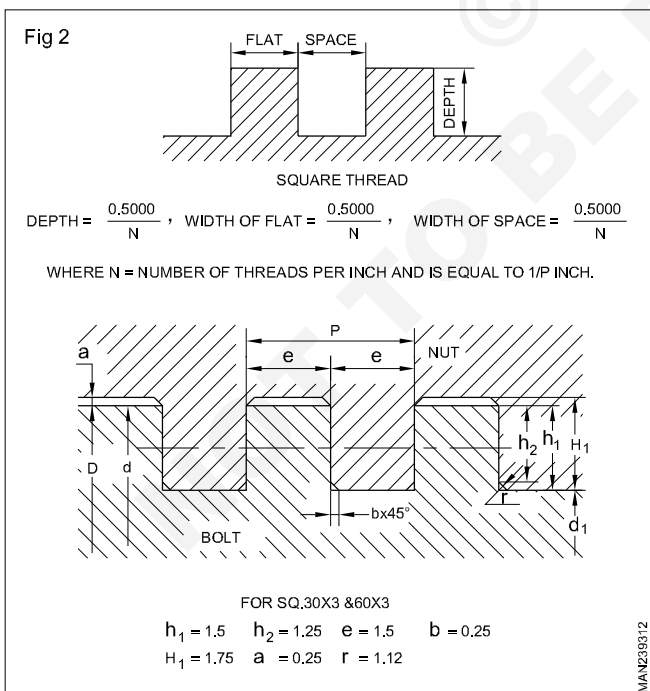 Fig 2
FLAT SPACE
DEPTH
SQUARE THREAD
DEPTH = 0.5000/N , WIDTH OF FLAT = 0.5000/N , WIDTH OF SPACE = 0.5000/N
WHERE N = NUMBER OF THREADS PER INCH AND IS EQUAL TO 1/P INCH.
P
a e e NUT
D d h₂ h₁ H₁
r
bx45° d₁
BOLT
FOR SQ.30X3 &60X3
h₁ = 1.5 h₂ = 1.25 e = 1.5 b = 0.25
H₁ = 1.75 a = 0.25 r = 1.12
MAN239312
©
NOT TO BE